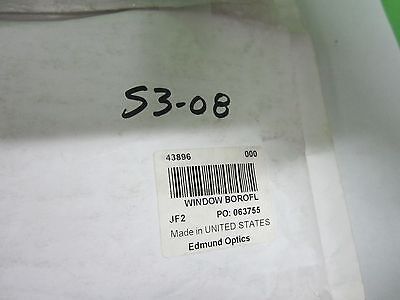 S3-08
43896 000
WINDOW BOROFL
JF2 PO: 063755
Made in UNITED STATES
Edmund Optics